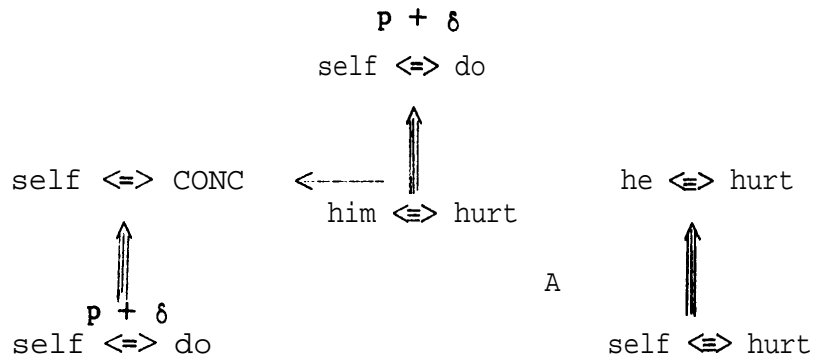 p + δ
self <=> do
self <=> CONC
he <≡> hurt
him <≡> hurt
A
p + δ
self <=> do
self <≡> hurt